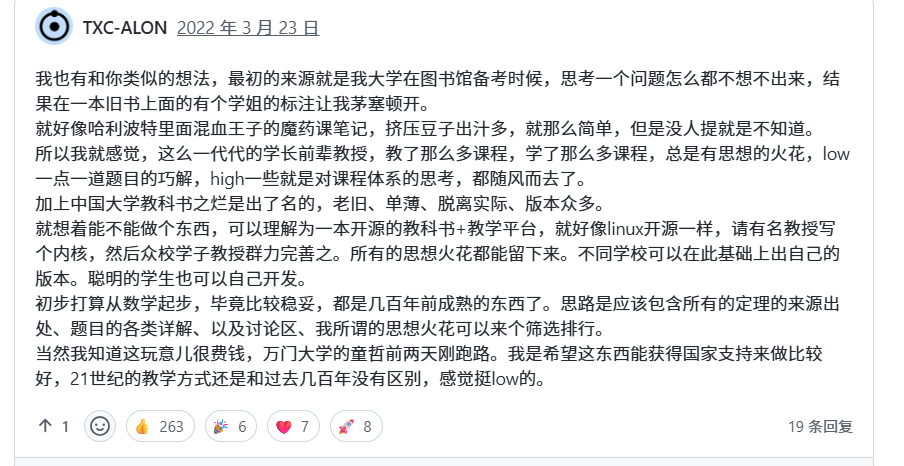 TXC-ALON 2022 年 3 月 23 日
我也有和你类似的想法，最初的来源就是我大学在图书馆备考时候，思考一个问题怎么都不想不出来，结
果在一本旧书上面的有个学姐的标注让我茅塞顿开。
就好像哈利波特里面混血王子的魔药课笔记，挤压豆子出汁多，就那么简单，但是没人提就是不知道。
所以我就感觉，这么一代代的学长前辈教授，教了那么多课程，学了那么多课程，总是有思想的火花，low
一点一道题目的巧解，high一些就是对课程体系的思考，都随风而去了。
加上中国大学教科书之烂是出了名的，老旧、单薄、脱离实际、版本众多。
就想着能不能做个东西，可以理解为一本开源的教科书+教学平台，就好像linux开源一样，请有名教授写
个内核，然后众校学子教授群力完善之。所有的思想火花都能留下来。不同学校可以在此基础上出自己的
版本。聪明的学生也可以自己开发。
初步打算从数学起步，毕竟比较稳妥，都是几百年前成熟的东西了。思路是应该包含所有的定理的来源出
处、题目的各类详解、以及讨论区、我所谓的思想火花可以来个筛选排行。
当然我知道这玩意儿很费钱，万门大学的童哲前两天刚跑路。我是希望这东西能获得国家支持来做比较
好，21世纪的教学方式还是和过去几百年没有区别，感觉挺low的。
↑ 1 👍 263 🎉 6 ❤️ 7 🚀 8 19 条回复